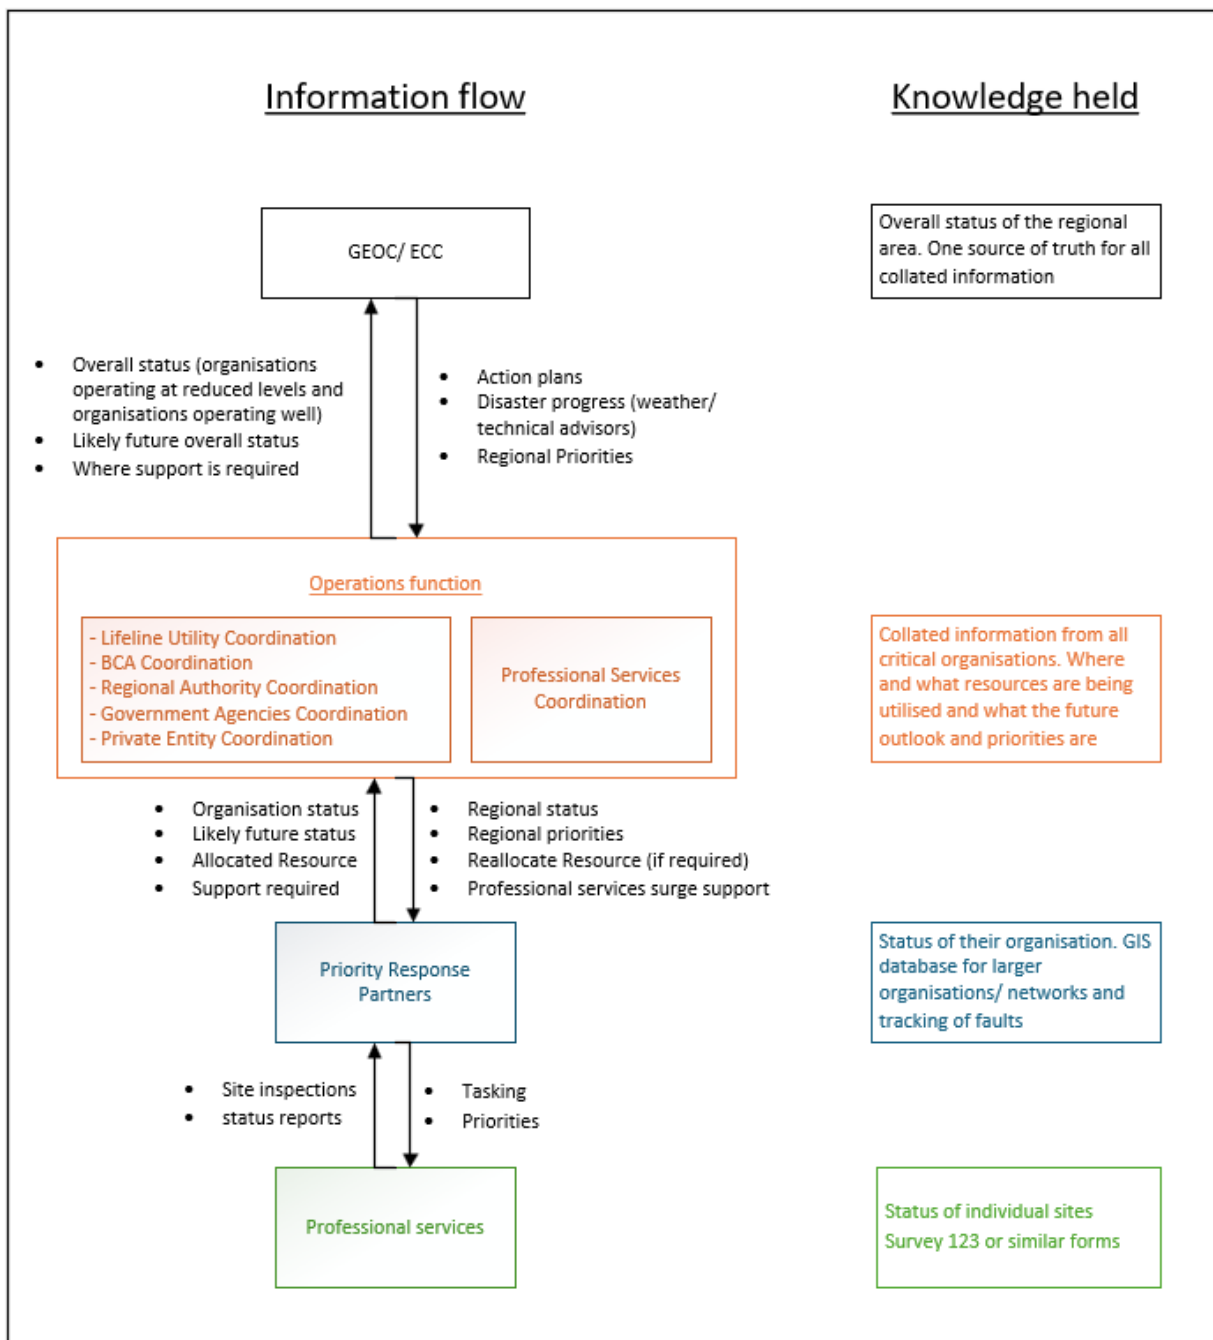 Information flow
Knowledge held
GEOC/ ECC
Overall status of the regional
area. One source of truth for all
collated information
• Overall status (organisations
operating at reduced levels and
organisations operating well)
• Likely future overall status
• Where support is required
• Action plans
• Disaster progress (weather/
technical advisors)
• Regional Priorities
Operations function
- Lifeline Utility Coordination
- BCA Coordination
- Regional Authority Coordination
- Government Agencies Coordination
- Private Entity Coordination
Professional Services
Coordination
Collated information from all
critical organisations. Where
and what resources are being
utilised and what the future
outlook and priorities are
• Organisation status
• Likely future status
• Allocated Resource
• Support required
• Regional status
• Regional priorities
• Reallocate Resource (if required)
• Professional services surge support
Priority Response
Partners
Status of their organisation. GIS
database for larger
organisations/ networks and
tracking of faults
• Site inspections
• status reports
• Tasking
• Priorities
Professional services
Status of individual sites
Survey 123 or similar forms